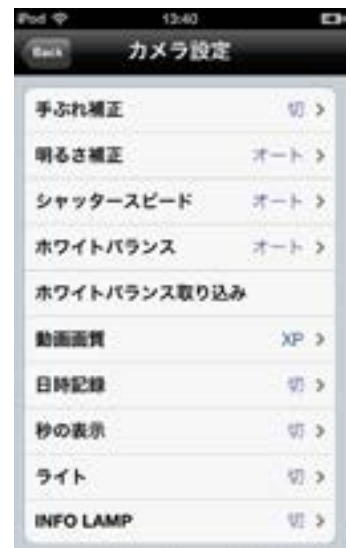 iPod 13:40
Back カメラ設定
手ぶれ補正 切
明るさ補正 オート
シャッタースピード オート
ホワイトバランス オート
ホワイトバランス取り込み
動画画質 XP
日時記録 切
秒の表示 切
ライト 切
INFO LAMP 切